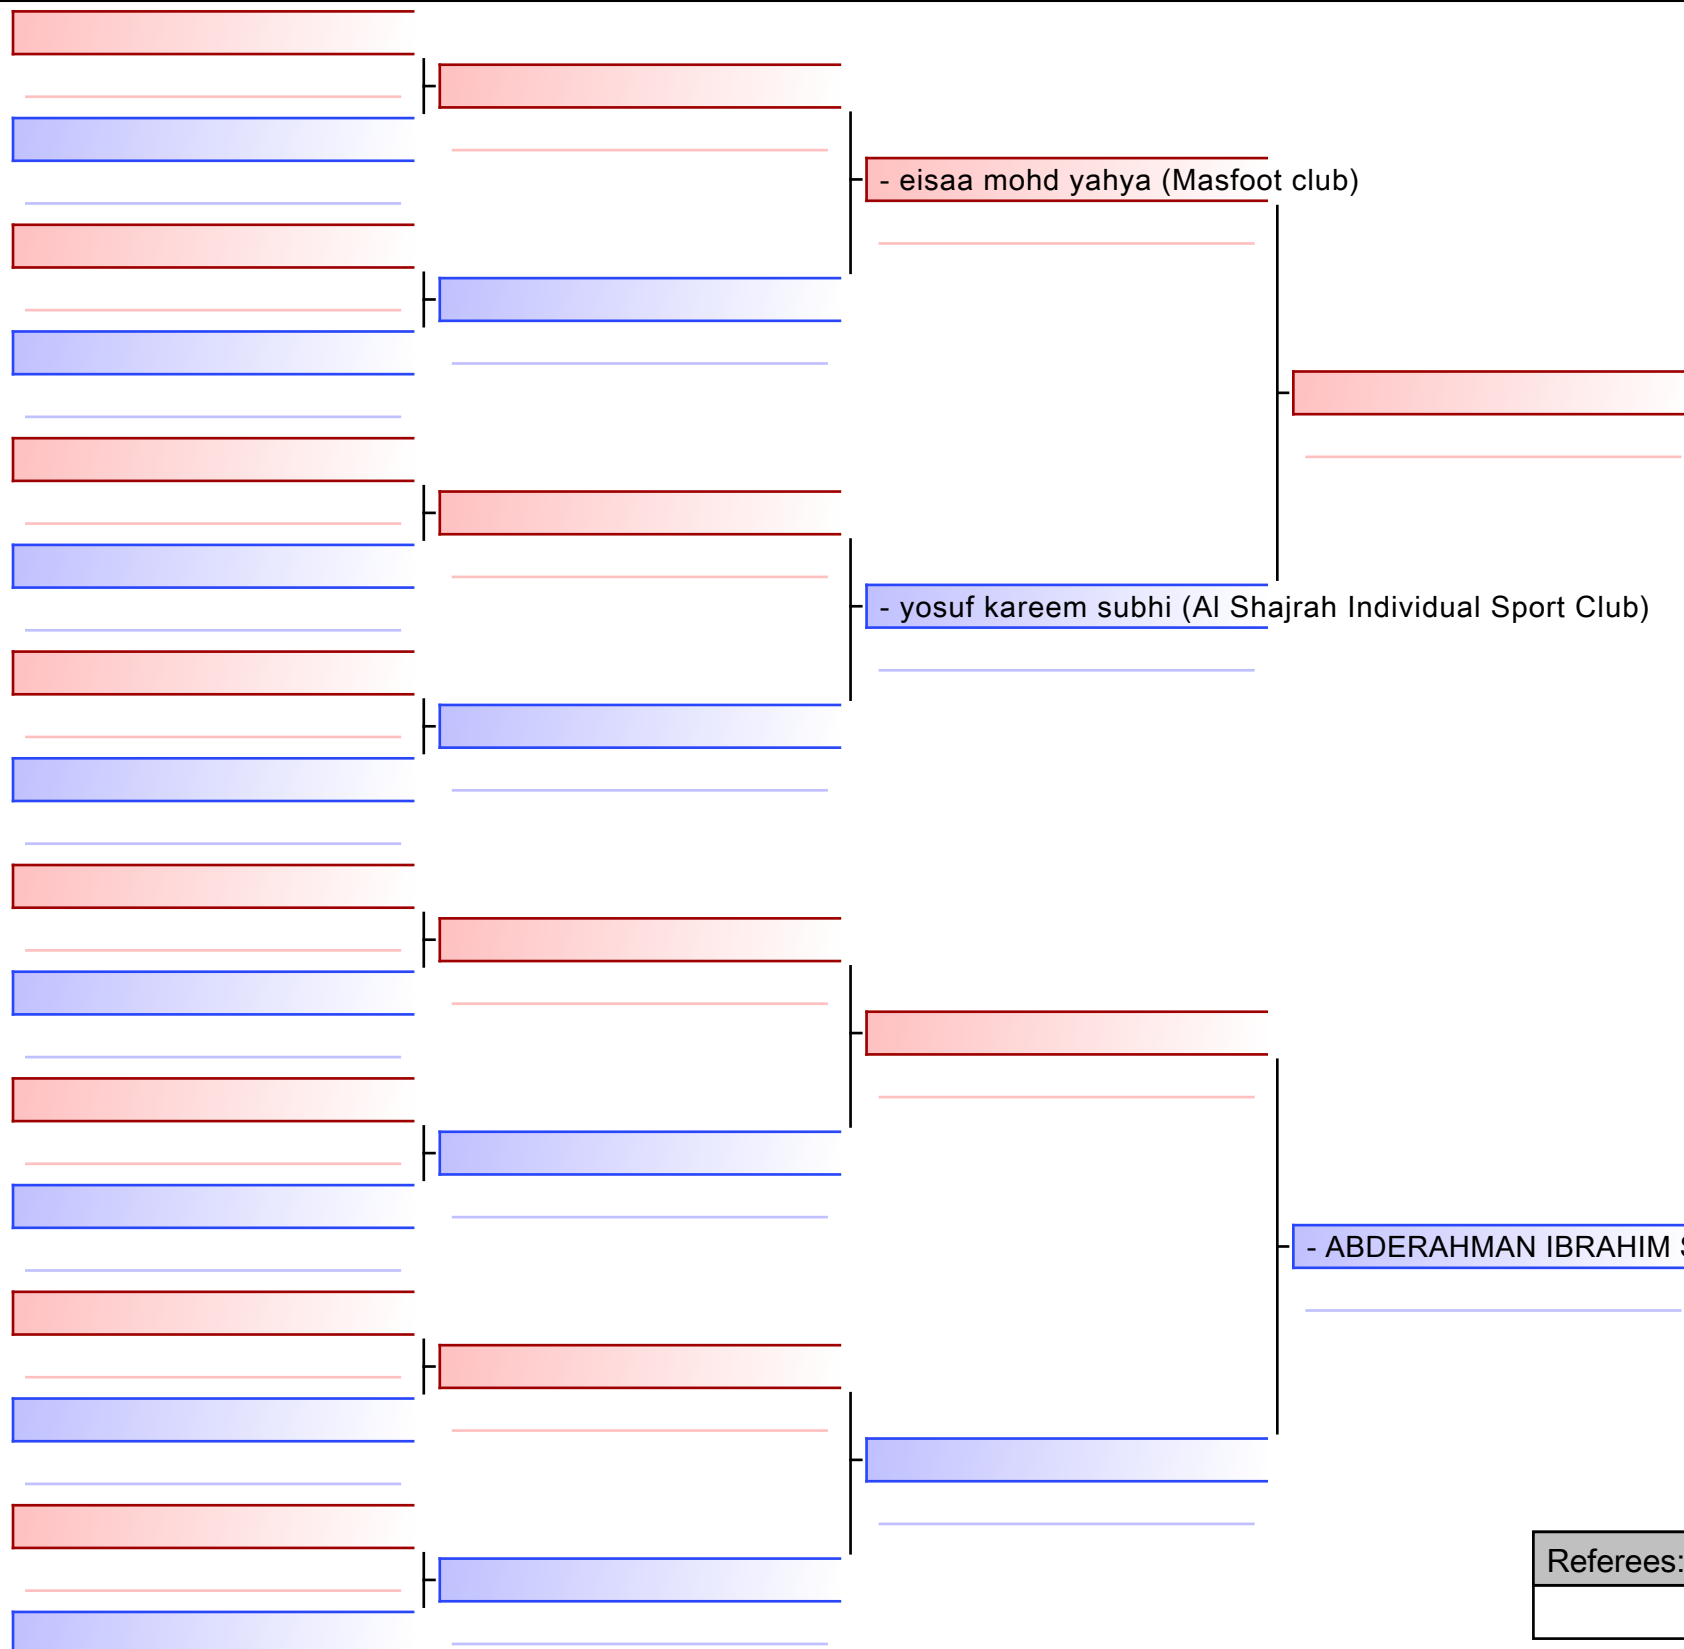 - eisaa mohd yahya (Masfoot club)
- yosuf kareem subhi (Al Shajrah Individual Sport Club)
- ABDERAHMAN IBRAHIM
Referees: